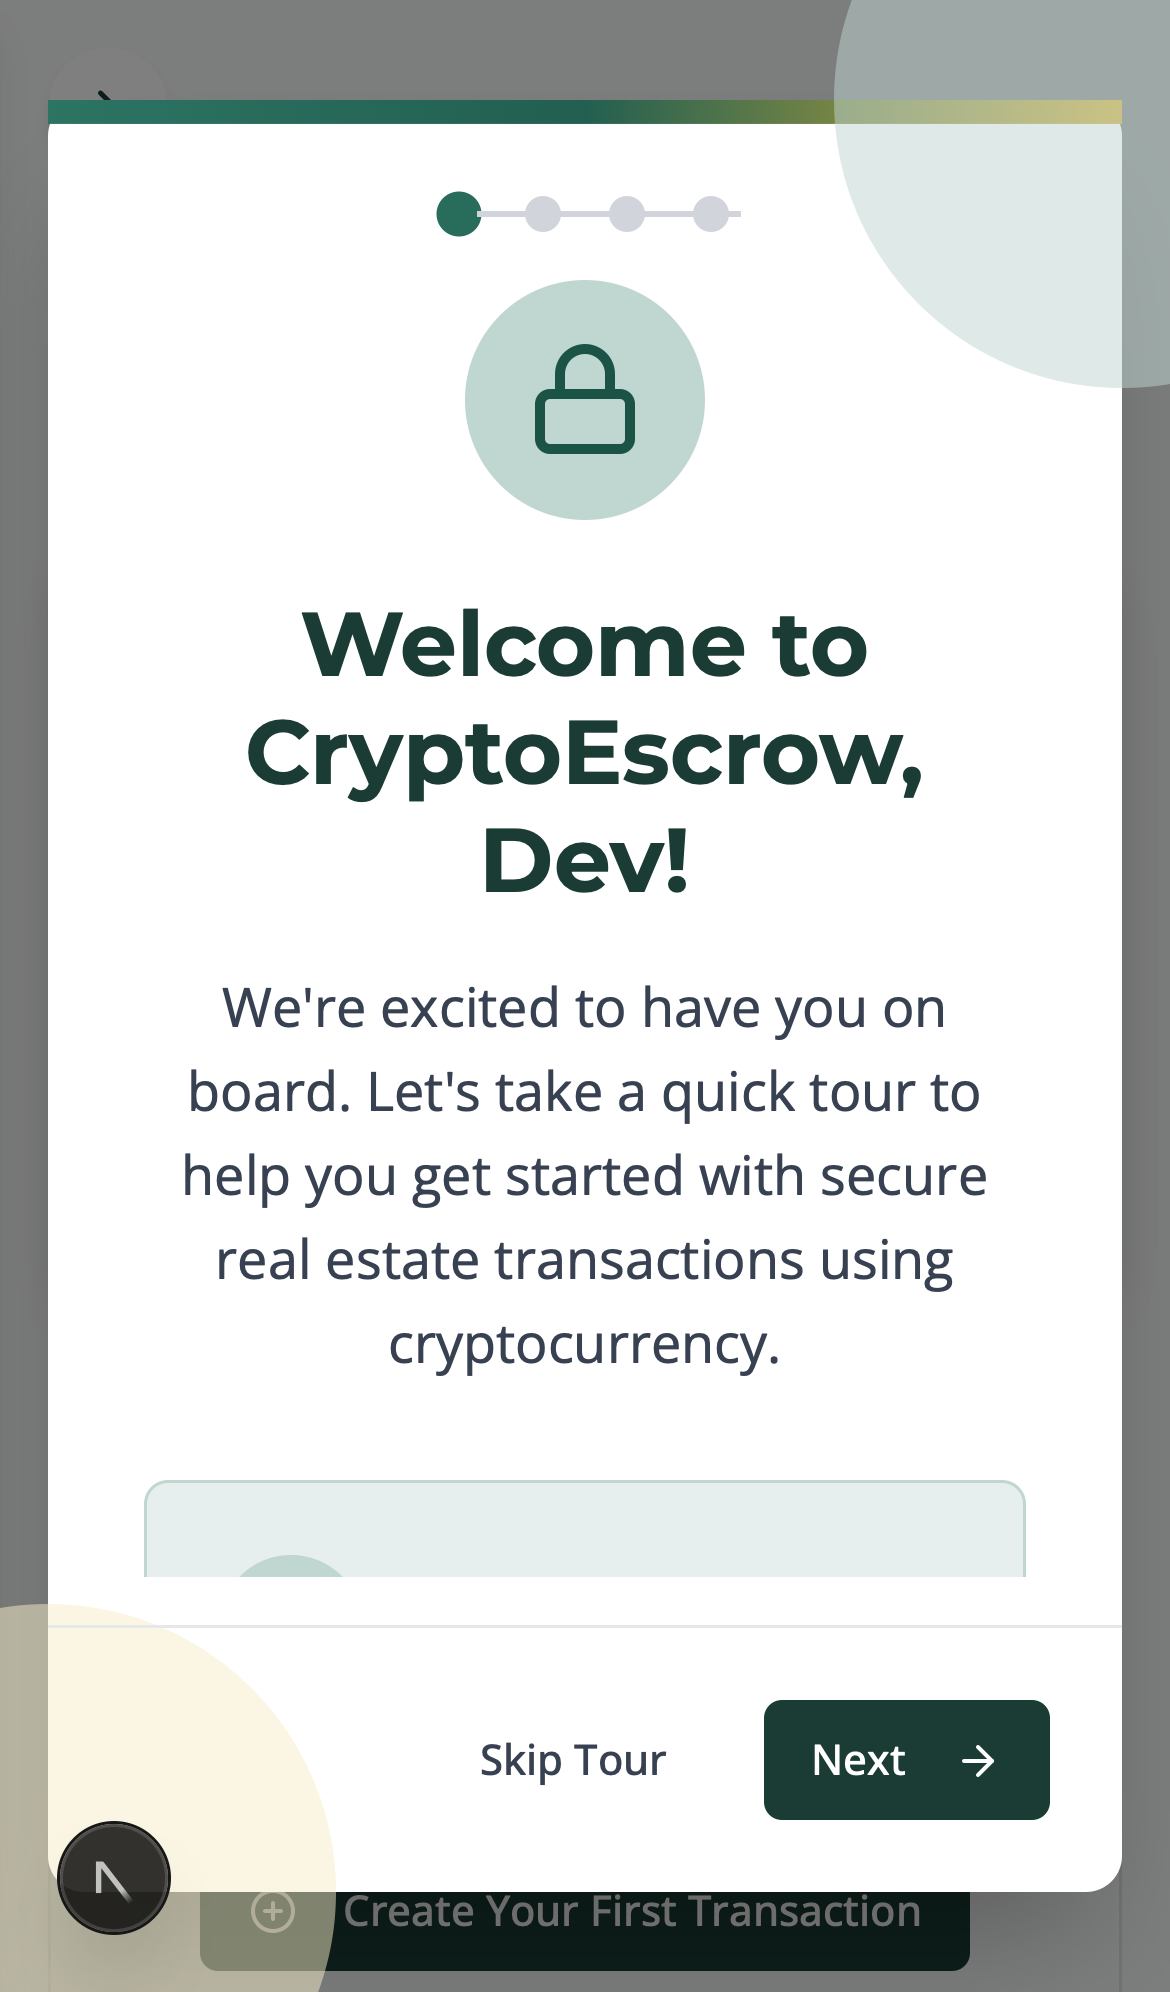 Welcome to
CryptoEscrow,
Dev!
We're excited to have you on
board. Let's take a quick tour to
help you get started with secure
real estate transactions using
cryptocurrency.
Skip Tour
Next
Create Your First Transaction